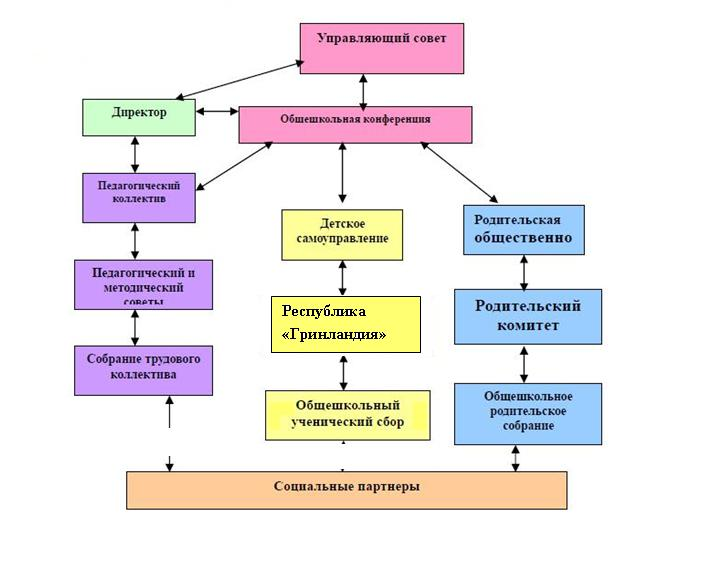 Управляющий совет
Директор
Общешкольная конференция
Педагогический
коллектив
Детское
самоуправление
Родительская
общественно
Педагогический и
методический
советы
Республика
«Гринландия»
Родительский
комитет
Собрание трудового
коллектива
Общешкольный
ученический сбор
Общешкольное
родительское
собрание
Социальные партнеры